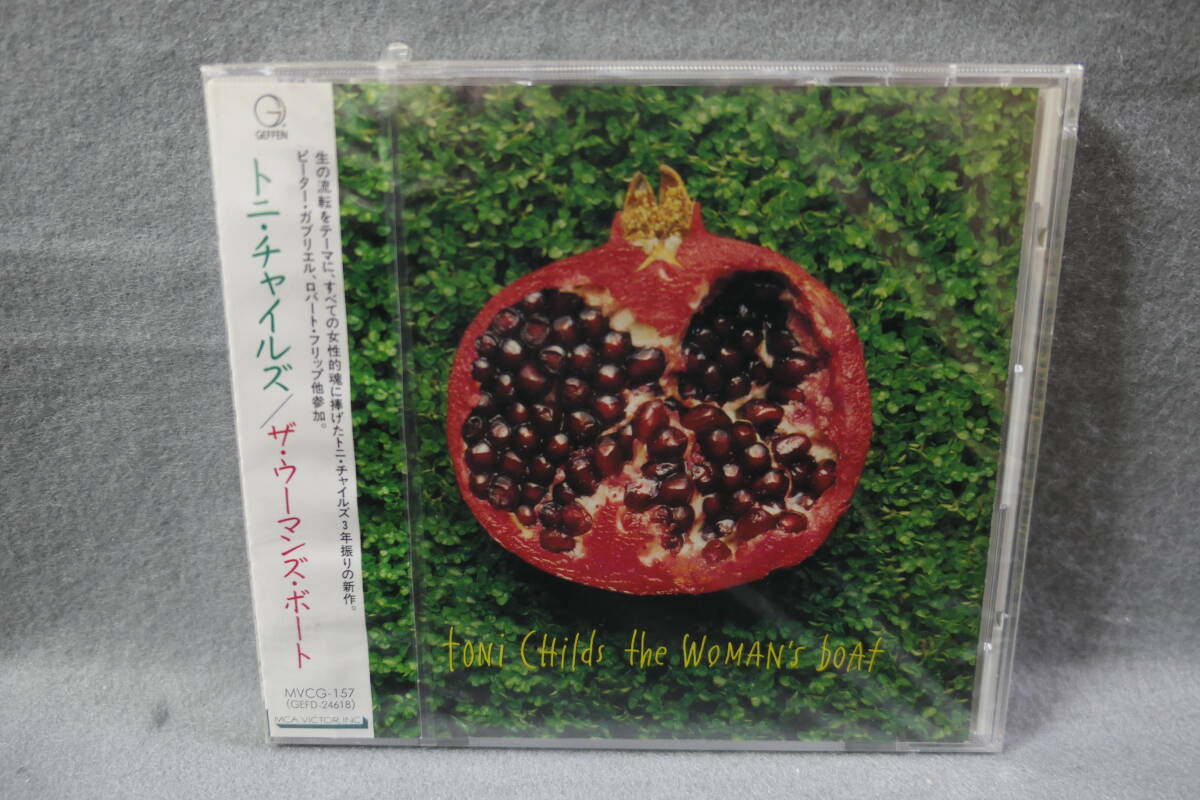 GEFFEN
生の流転をテーマに、すべての女性的魂に捧げたトニ・チャイルズ3年振りの新作。
ピーター・ガブリエル、ロバート・フリップ他参加。
トニ・チャイルズ／ザ・ウーマンズ・ボート
MVCG-157
(GEFD-24618)
MCA VICTOR, INC.
toni CHilds the WOMAN's boAt